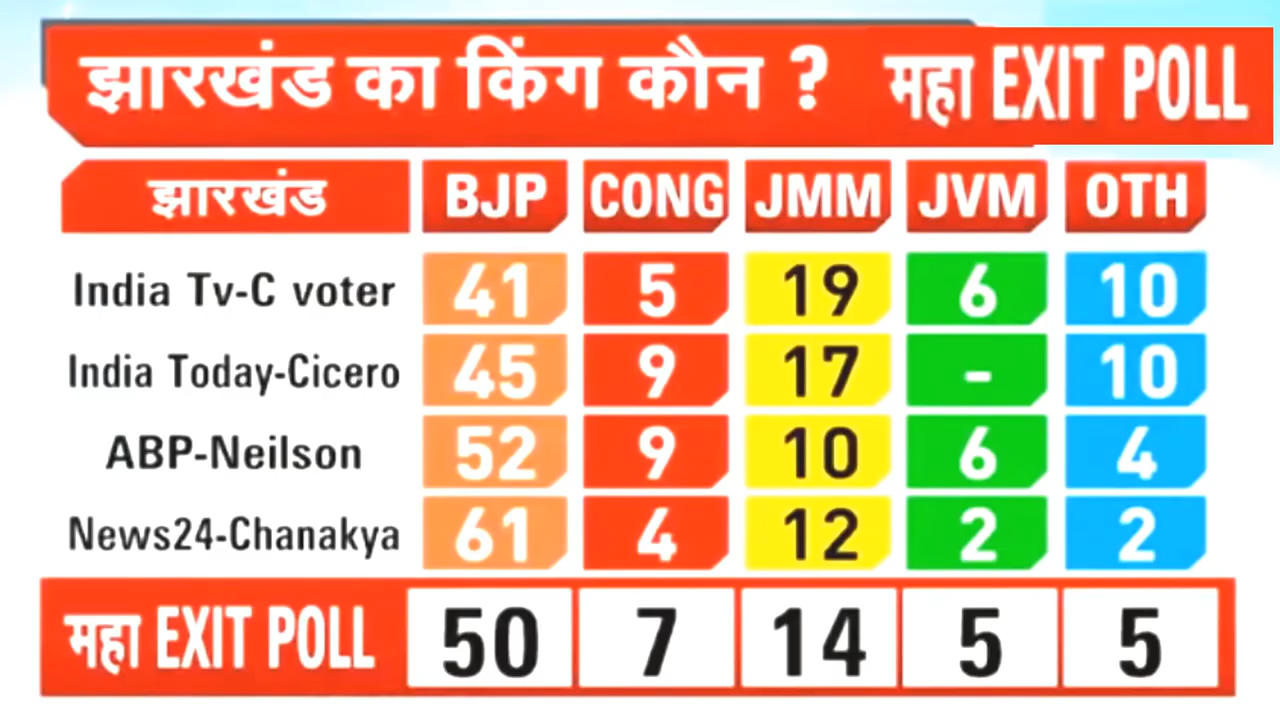 झारखंड का किंग कौन ? महा EXIT POLL
झारखंड BJP CONG JMM JVM OTH
India Tv-C voter 41 5 19 6 10
India Today-Cicero 45 9 17 - 10
ABP-Neilson 52 9 10 6 4
News24-Chanakya 61 4 12 2 2
महा EXIT POLL 50 7 14 5 5